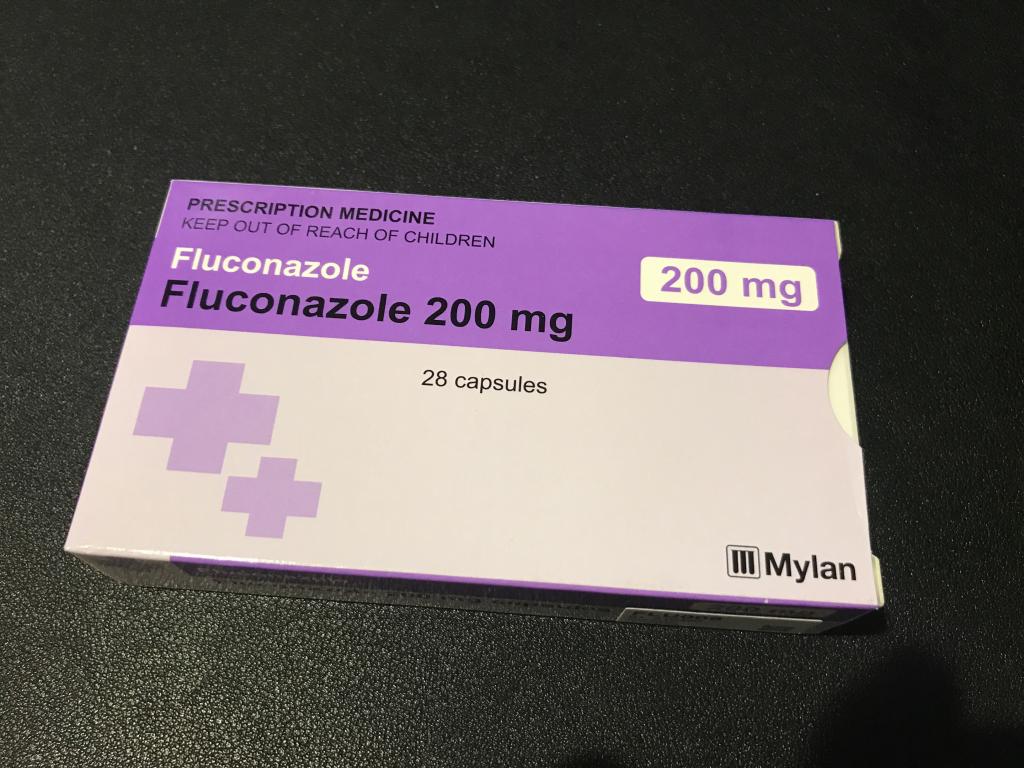 PRESCRIPTION MEDICINE
KEEP OUT OF REACH OF CHILDREN
Fluconazole
Fluconazole 200 mg
200 mg
28 capsules
Mylan